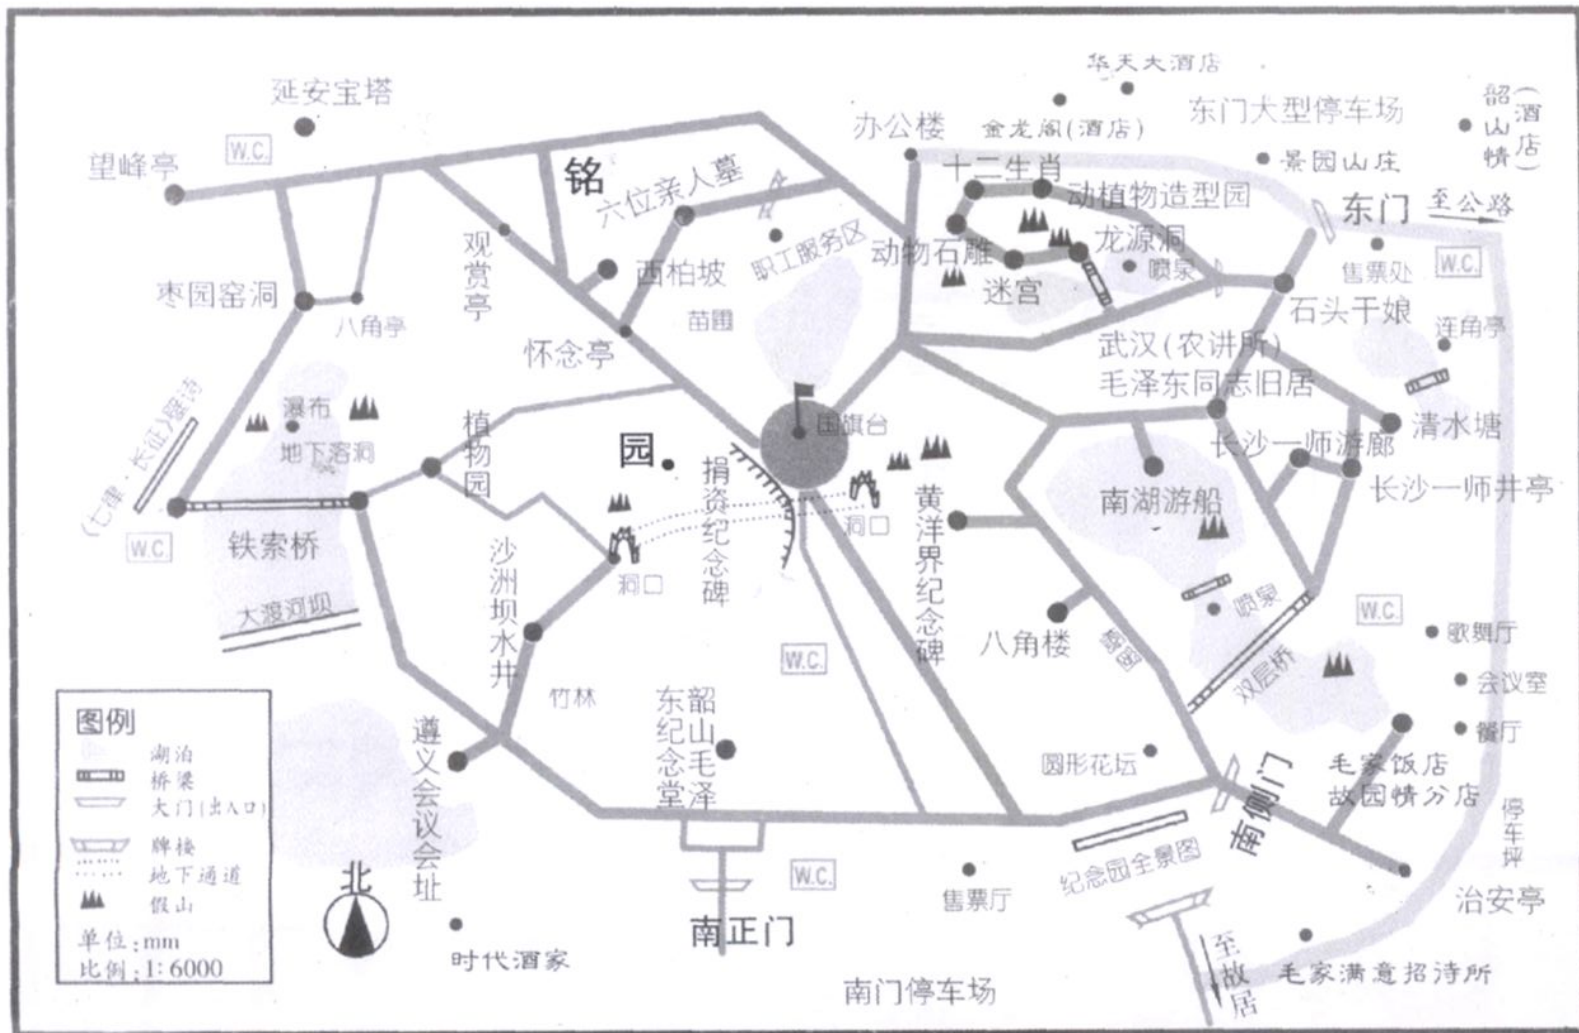 华天大酒店
延安宝塔
办公楼
金龙阁(酒店)
东门大型停车场
韶山情(酒店)
W.C.
望峰亭
铭
六位亲人墓
十二生肖
景园山庄
动植物造型园
东门
至公路
观赏亭
西柏坡
职工服务区
动物石雕
龙源洞
喷泉
售票处
W.C.
枣园窑洞
八角亭
苗圃
迷宫
石头干娘
连角亭
怀念亭
武汉(农讲所)
毛泽东同志旧居
(七律·长征)壁诗
瀑布
地下溶洞
植物园
园
国旗台
清水塘
长沙一师游廊
捐资纪念碑
黄洋界纪念碑
南湖游船
长沙一师井亭
W.C.
铁索桥
沙洲坝水井
洞口
洞口
大渡河坝
喷泉
W.C.
歌舞厅
八角楼
双层桥
会议室
W.C.
竹林
韶山毛泽东纪念堂
餐厅
遵义会议会址
圆形花坛
南侧门
毛家饭店
故园情分店
停车坪
图例
湖泊
桥梁
大门(出入口)
牌楼
地下通道
假山
单位:mm
比例:1:6000
北
W.C.
售票厅
纪念园全景图
治安亭
时代酒家
南正门
南门停车场
至故居
毛家满意招待所